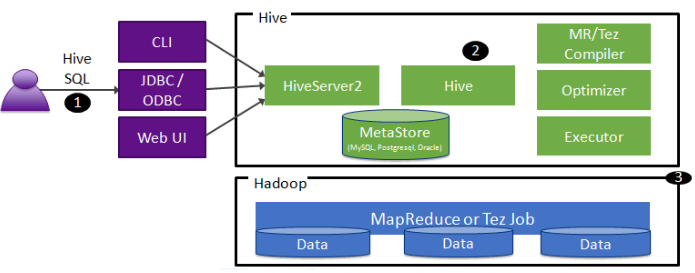 Hive
CLI
MR/Tez
Compiler
2
Hive
SQL
1
JDBC /
ODBC
HiveServer2
Hive
Optimizer
MetaStore
(MySQL, Postgresql, Oracle)
Web UI
Executor
3
Hadoop
MapReduce or Tez Job
Data
Data
Data